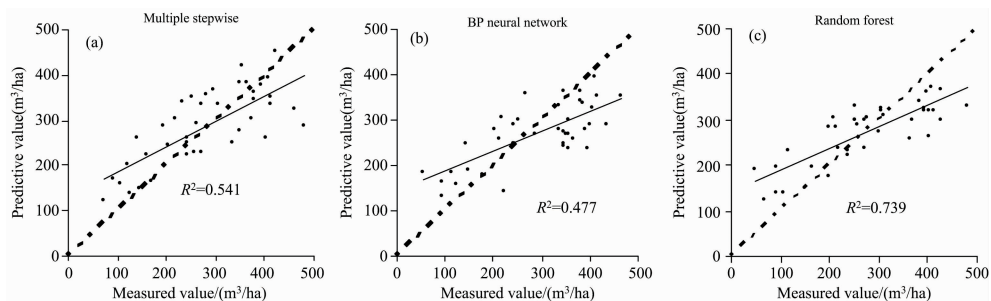 Multiple stepwise
(a)
Predictive value(m³/ha)
500
400
300
200
100
0
R²=0.541
0 100 200 300 400 500
Measured value/(m³/ha)
BP neural network
(b)
Predictive value(m³/ha)
500
400
300
200
100
0
R²=0.477
0 100 200 300 400 500
Measured value/(m³/ha)
Random forest
(c)
Predictive value(m³/ha)
500
400
300
200
100
0
R²=0.739
0 100 200 300 400 500
Measured value/(m³/ha)